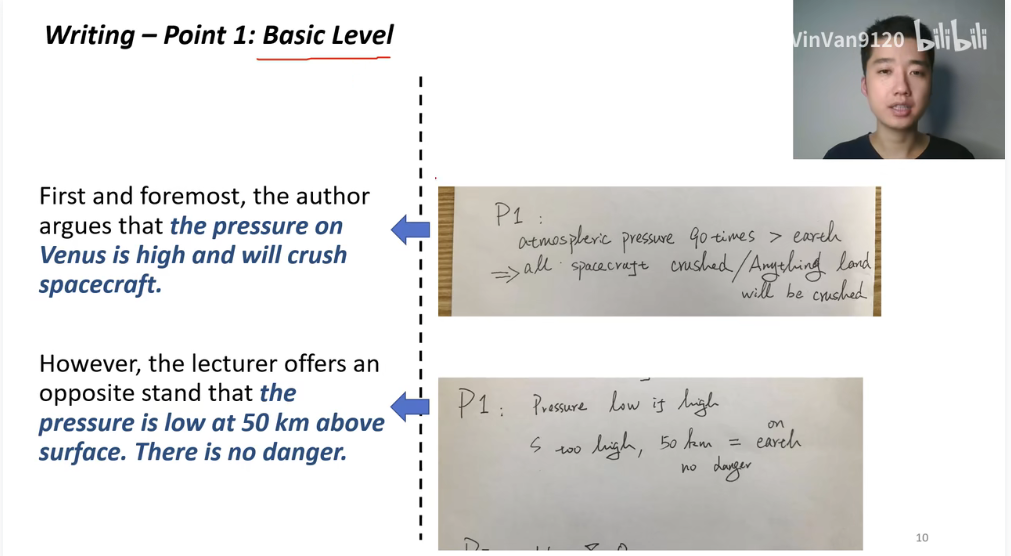 Writing – Point 1: Basic Level
VinVan9120 bilibili
First and foremost, the author
argues that the pressure on
Venus is high and will crush
spacecraft.
P1 :
atmospheric pressure 90 times > earth
⇒ all spacecraft crushed/Anything land
will be crushed
However, the lecturer offers an
opposite stand that the
pressure is low at 50 km above
surface. There is no danger.
P1: Pressure low if high
S too high, 50 km = on earth
no danger
10